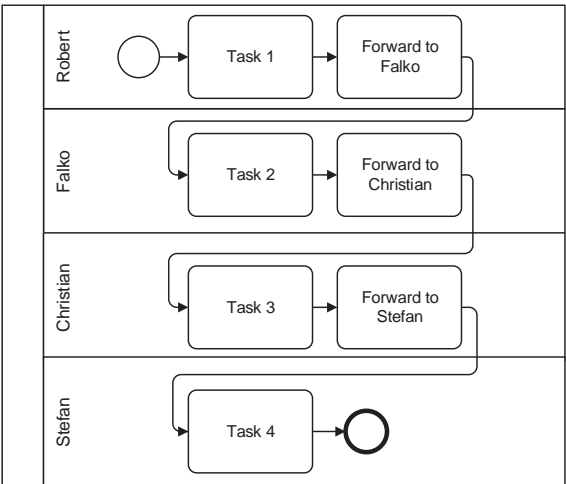 Robert
Task 1
Forward to
Falko
Falko
Task 2
Forward to
Christian
Christian
Task 3
Forward to
Stefan
Stefan
Task 4